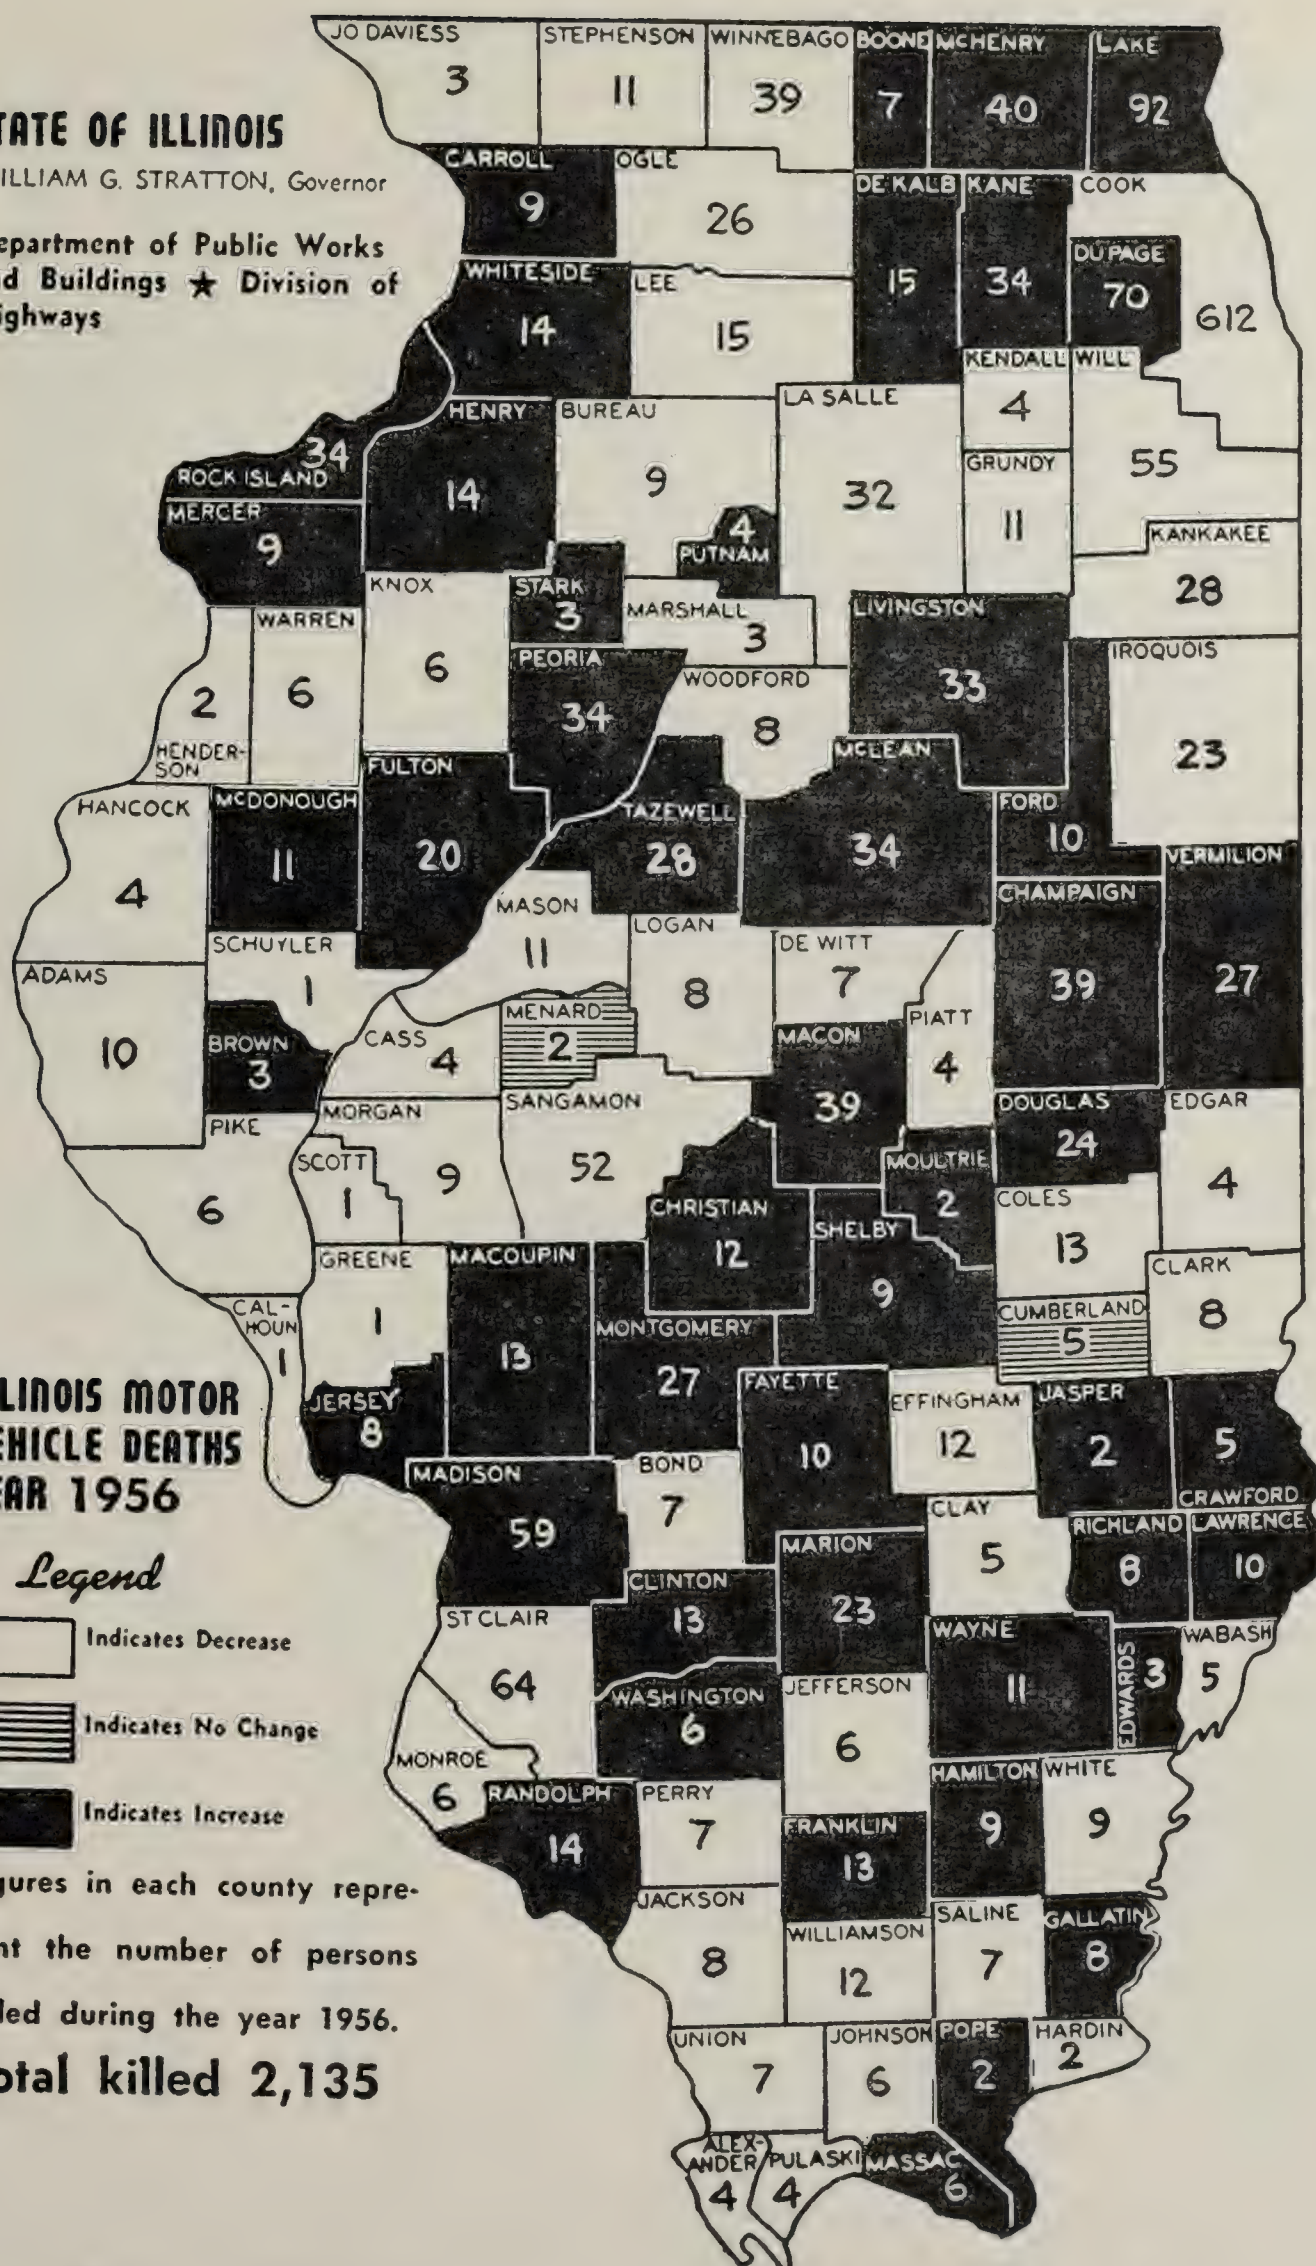 TATE OF ILLINOIS
ILLIAM G. STRATTON, Governor
epartment of Public Works
d Buildings ★ Division of
ighways
JO DAVIESS
3
STEPHENSON
11
WINNEBAGO
39
BOONE
7
MCHENRY
40
LAKE
92
CARROLL
9
OGLE
26
DE KALB
15
KANE
34
COOK
612
DU PAGE
70
WHITESIDE
14
LEE
15
KENDALL
4
WILL
55
ROCK ISLAND
34
HENRY
14
BUREAU
9
LA SALLE
32
GRUNDY
11
MERCER
9
PUTNAM
4
KANKAKEE
28
KNOX
6
STARK
3
MARSHALL
3
LIVINGSTON
33
IROQUOIS
23
WARREN
6
HENDER-
SON
2
PEORIA
34
WOODFORD
8
MCLEAN
34
FORD
10
HANCOCK
4
MCDONOUGH
11
FULTON
20
TAZEWELL
28
VERMILION
27
CHAMPAIGN
39
MASON
11
LOGAN
8
DE WITT
7
SCHUYLER
1
ADAMS
10
BROWN
3
CASS
4
MENARD
2
MACON
39
PIATT
4
PIKE
6
MORGAN
9
SCOTT
1
SANGAMON
52
DOUGLAS
24
EDGAR
4
MOULTRIE
2
CHRISTIAN
12
SHELBY
9
COLES
13
CLARK
8
GREENE
1
MACOUPIN
13
MONTGOMERY
27
CUMBERLAND
5
CAL-
HOUN
1
JERSEY
8
FAYETTE
10
EFFINGHAM
12
JASPER
2
CRAWFORD
5
MADISON
59
BOND
7
CLAY
5
RICHLAND
8
LAWRENCE
10
MARION
23
CLINTON
13
ST CLAIR
64
WAYNE
11
EDWARDS
3
WABASH
5
WASHINGTON
6
JEFFERSON
6
MONROE
6
RANDOLPH
14
PERRY
7
HAMILTON
9
WHITE
9
FRANKLIN
13
JACKSON
8
WILLIAMSON
12
SALINE
7
GALLATIN
8
UNION
7
JOHNSON
6
POPE
2
HARDIN
2
ALEX-
ANDER
4
PULASKI
4
MASSAC
6
LINOIS MOTOR
EHICLE DEATHS
EAR 1956
Legend
Indicates Decrease
Indicates No Change
Indicates Increase
gures in each county repre-
nt the number of persons
led during the year 1956.
otal killed 2,135